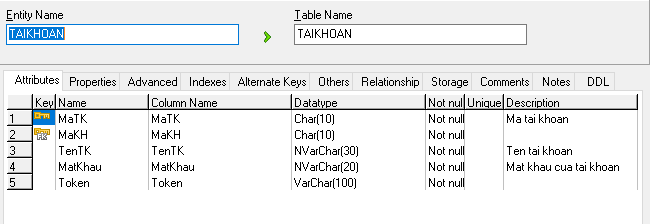 Entity Name Table Name
TAIKHOAN TAIKHOAN
Attributes Properties Advanced Indexes Alternate Keys Others Relationship Storage Comments Notes DDL
Key Name Column Name Datatype Not nul Unique Description
1 MaTK MaTK Char(10) Not null Ma tai khoan
2 MaKH MaKH Char(10) Not null
3 TenTK TenTK NVarChar(30) Not null Ten tai khoan
4 MatKhau MatKhau NVarChar(20) Not null Mat khau cua tai khoan
5 Token Token VarChar(100) Not null